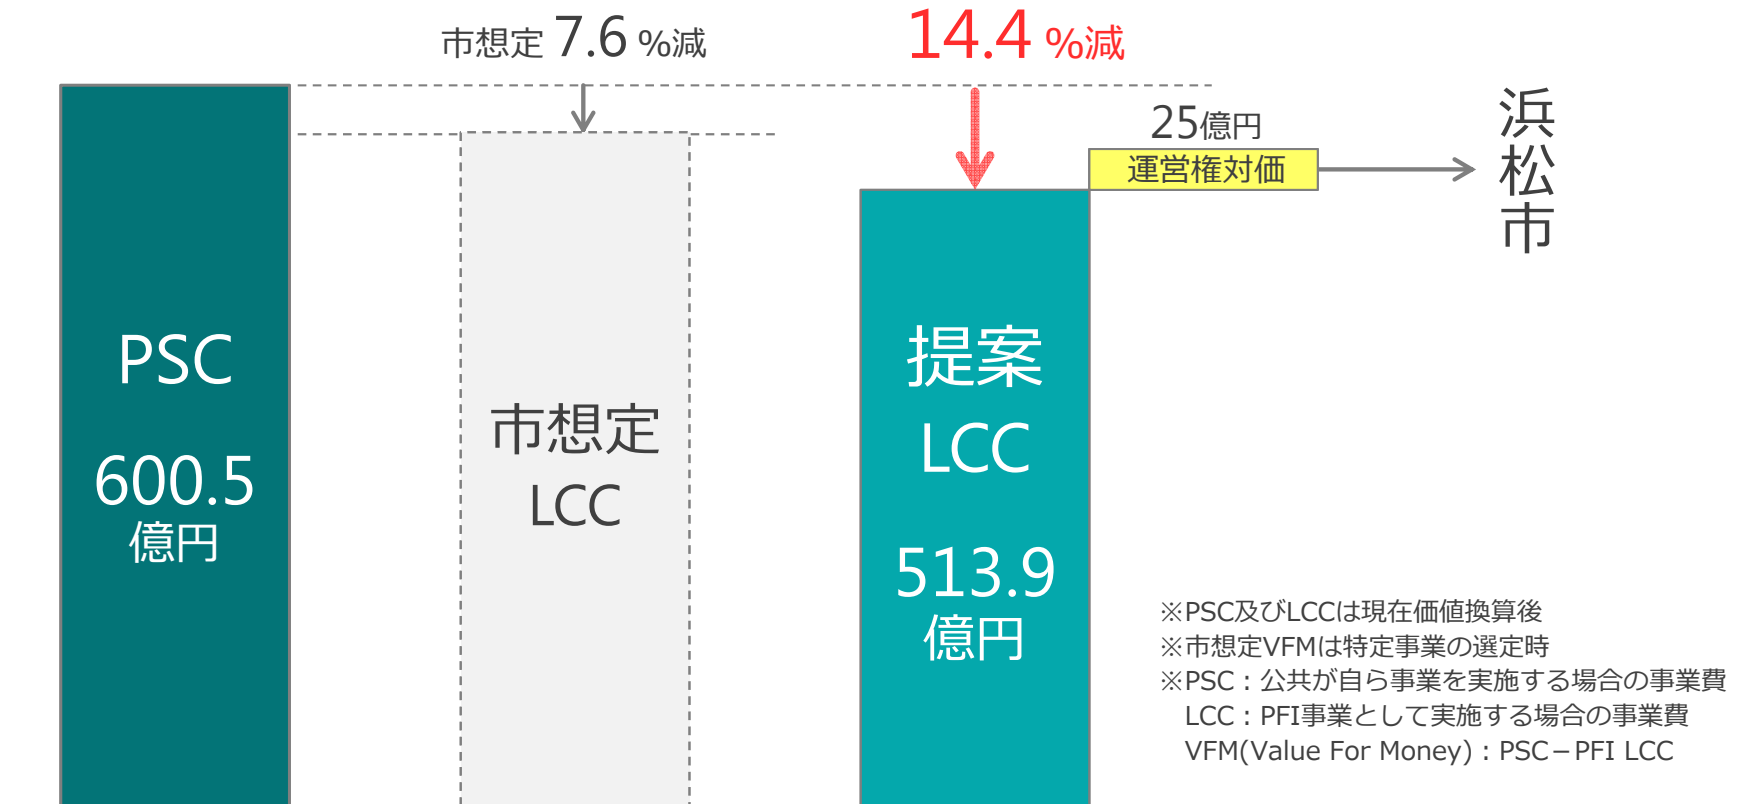 市想定 7.6 %減
14.4 %減
25億円
運営権対価
浜松市
PSC
600.5
億円
市想定
LCC
提案
LCC
513.9
億円
※PSC及びLCCは現在価値換算後
※市想定VFMは特定事業の選定時
※PSC：公共が自ら事業を実施する場合の事業費
LCC：PFI事業として実施する場合の事業費
VFM(Value For Money)：PSC－PFI LCC